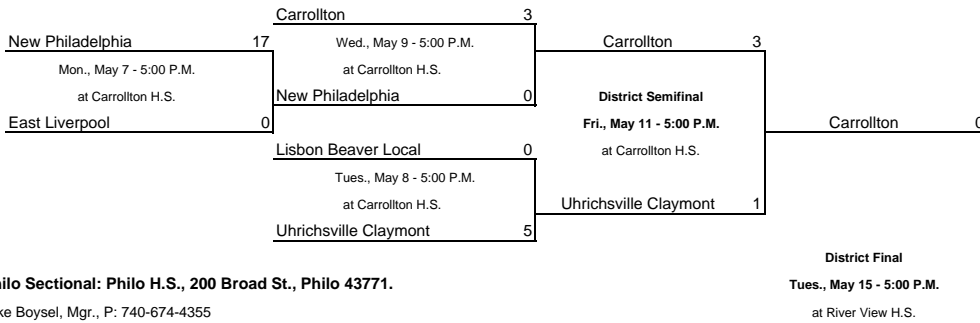 Carrollton 3
New Philadelphia 17 Wed., May 9 - 5:00 P.M. Carrollton 3
Mon., May 7 - 5:00 P.M. at Carrollton H.S.
at Carrollton H.S. New Philadelphia 0 District Semifinal
East Liverpool 0 Fri., May 11 - 5:00 P.M. Carrollton 0
Lisbon Beaver Local 0 at Carrollton H.S.
Tues., May 8 - 5:00 P.M.
at Carrollton H.S. Uhrichsville Claymont 1
Uhrichsville Claymont 5
District Final
ilo Sectional: Philo H.S., 200 Broad St., Philo 43771. Tues., May 15 - 5:00 P.M.
ke Boysel, Mgr., P: 740-674-4355 at River View H.S.